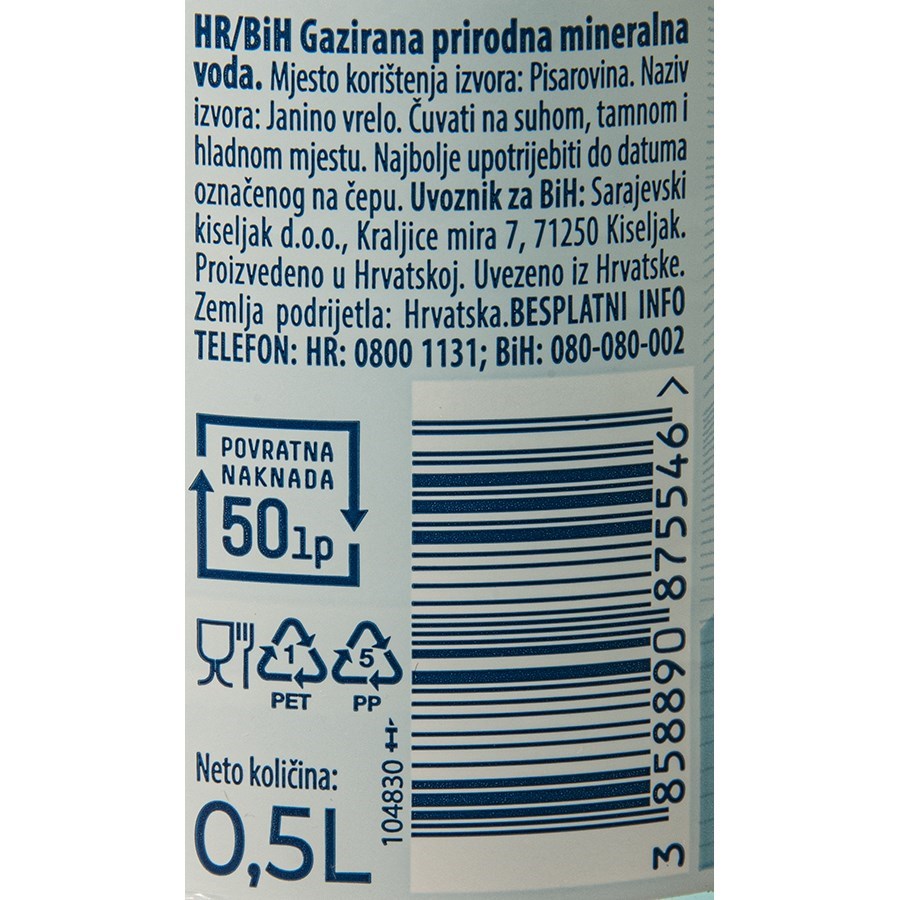 HR/BiH Gazirana prirodna mineralna
voda. Mjesto korištenja izvora: Pisarovina. Naziv
izvora: Janino vrelo. Čuvati na suhom, tamnom i
hladnom mjestu. Najbolje upotrijebiti do datuma
označenog na čepu. Uvoznik za BiH: Sarajevski
kiseljak d.o.o., Kraljice mira 7, 71250 Kiseljak.
Proizvedeno u Hrvatskoj. Uvezeno iz Hrvatske.
Zemlja podrijetla: Hrvatska.BESPLATNI INFO
TELEFON: HR: 0800 1131; BiH: 080-080-002
POVRATNA
NAKNADA
50lp
1
PET
5
PP
Neto količina:
0,5L
104830
3 858890 875546 >